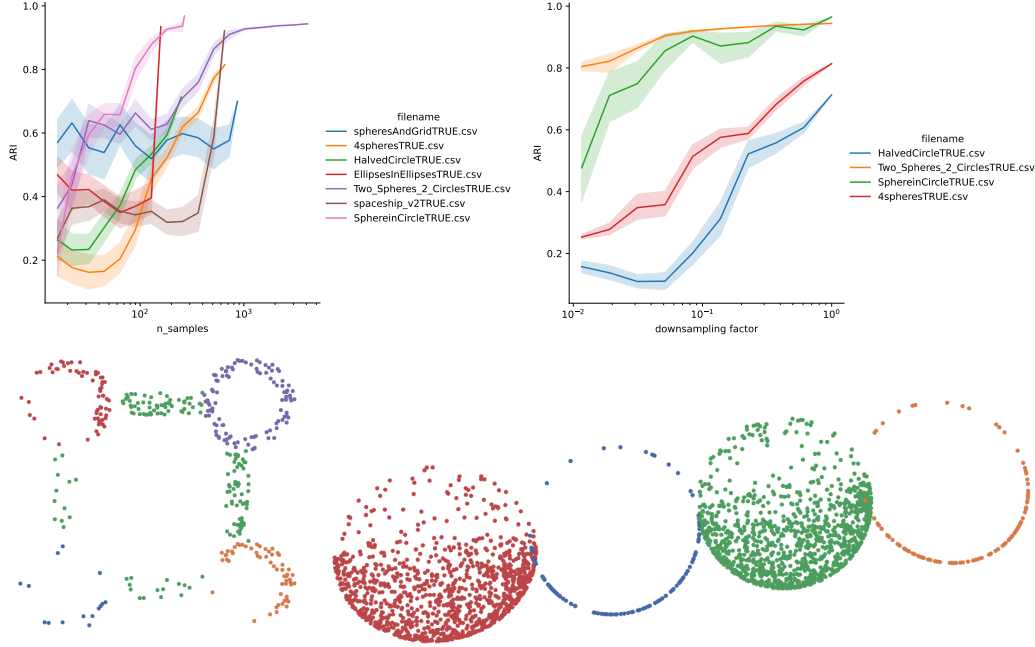 1.0
0.8
0.6
0.4
0.2
ARI
10²
10³
n_samples
filename
spheresAndGridTRUE.csv
4spheresTRUE.csv
HalvedCircleTRUE.csv
EllipsesInEllipsesTRUE.csv
Two_Spheres_2_CirclesTRUE.csv
spaceship_v2TRUE.csv
SphereinCircleTRUE.csv
1.0
0.8
0.6
0.4
0.2
ARI
10⁻²
10⁻¹
10⁰
downsampling factor
filename
HalvedCircleTRUE.csv
Two_Spheres_2_CirclesTRUE.csv
SphereinCircleTRUE.csv
4spheresTRUE.csv